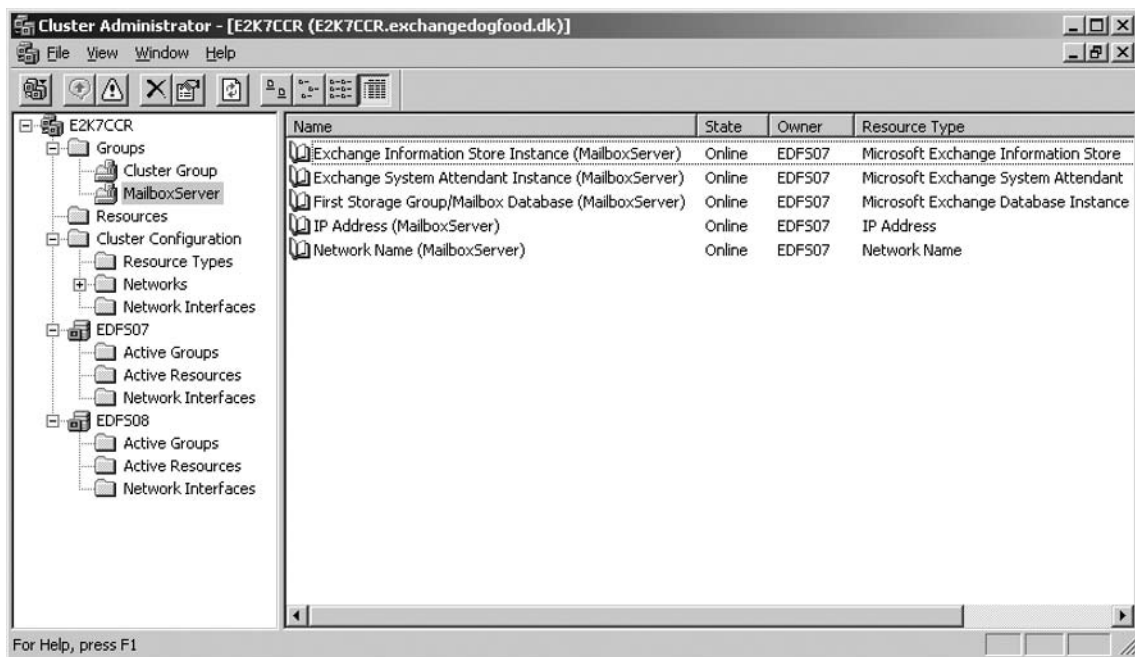 Cluster Administrator - [E2K7CCR (E2K7CCR.exchangedogfood.dk)]
File View Window Help
E2K7CCR
Groups
Cluster Group
MailboxServer
Resources
Cluster Configuration
Resource Types
Networks
Network Interfaces
EDFS07
Active Groups
Active Resources
Network Interfaces
EDFS08
Active Groups
Active Resources
Network Interfaces
Name State Owner Resource Type
Exchange Information Store Instance (MailboxServer) Online EDFS07 Microsoft Exchange Information Store
Exchange System Attendant Instance (MailboxServer) Online EDFS07 Microsoft Exchange System Attendant
First Storage Group/Mailbox Database (MailboxServer) Online EDFS07 Microsoft Exchange Database Instance
IP Address (MailboxServer) Online EDFS07 IP Address
Network Name (MailboxServer) Online EDFS07 Network Name
For Help, press F1